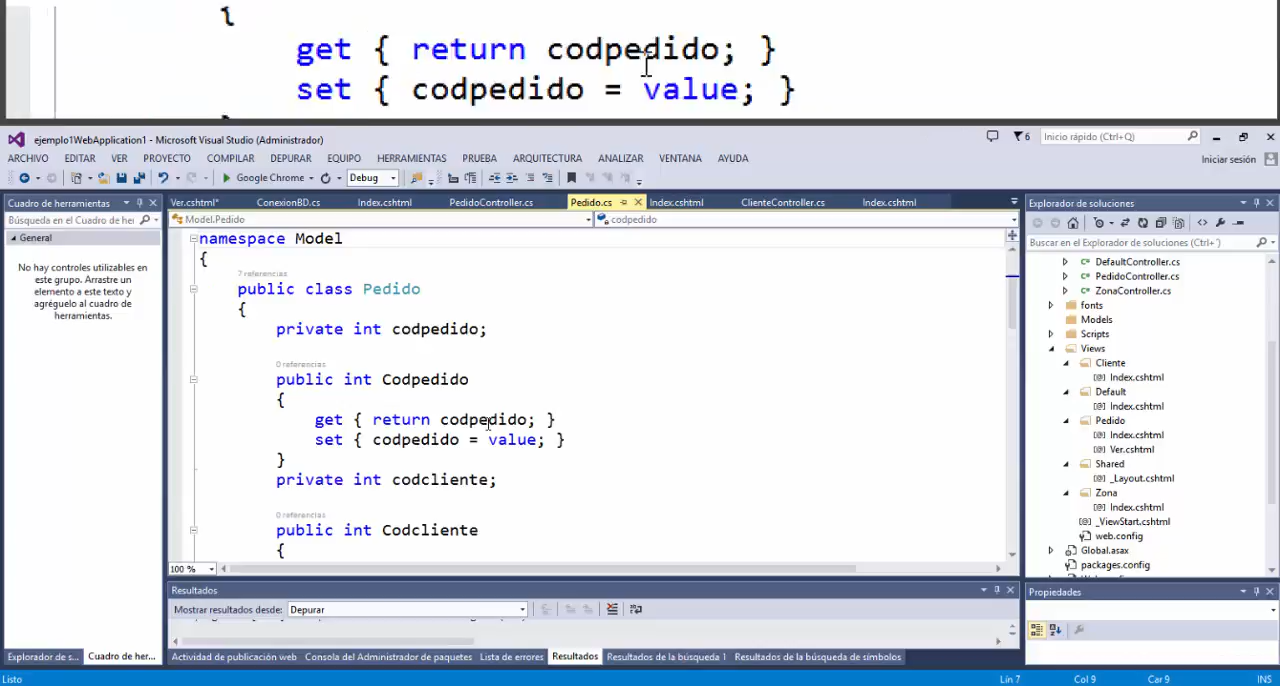 {
get { return codpedido; }
set { codpedido = value; }
ejemplo1WebApplication1 - Microsoft Visual Studio (Administrador)
6
Inicio rápido (Ctrl+Q)
ARCHIVO EDITAR VER PROYECTO COMPILAR DEPURAR EQUIPO HERRAMIENTAS PRUEBA ARQUITECTURA ANALIZAR VENTANA AYUDA
Iniciar sesión
Google Chrome Debug
Cuadro de herramientas
Búsqueda en el Cuadro de her
General
No hay controles utilizables en
este grupo. Arrastre un
elemento a este texto y
agréguelo al cuadro de
herramientas.
Explorador de s... Cuadro de her...
Ver.cshtml* ConexionBD.cs Index.cshtml PedidoController.cs Pedido.cs Index.cshtml ClienteController.cs Index.cshtml
Model.Pedido codpedido
namespace Model
{
7 referencias
public class Pedido
{
private int codpedido;
0 referencias
public int Codpedido
{
get { return codpedido; }
set { codpedido = value; }
}
private int codcliente;
0 referencias
public int Codcliente
{
100 %
Resultados
Mostrar resultados desde: Depurar
Actividad de publicación web Consola del Administrador de paquetes Lista de errores Resultados Resultados de la búsqueda 1 Resultados de la búsqueda de símbolos
Explorador de soluciones
Buscar en el Explorador de soluciones (Ctrl+')
DefaultController.cs
PedidoController.cs
ZonaController.cs
fonts
Models
Scripts
Views
Cliente
Index.cshtml
Default
Index.cshtml
Pedido
Index.cshtml
Ver.cshtml
Shared
_Layout.cshtml
Zona
Index.cshtml
_ViewStart.cshtml
web.config
Global.asax
packages.config
Propiedades
Listo Lín 7 Col 9 Car 9 INS